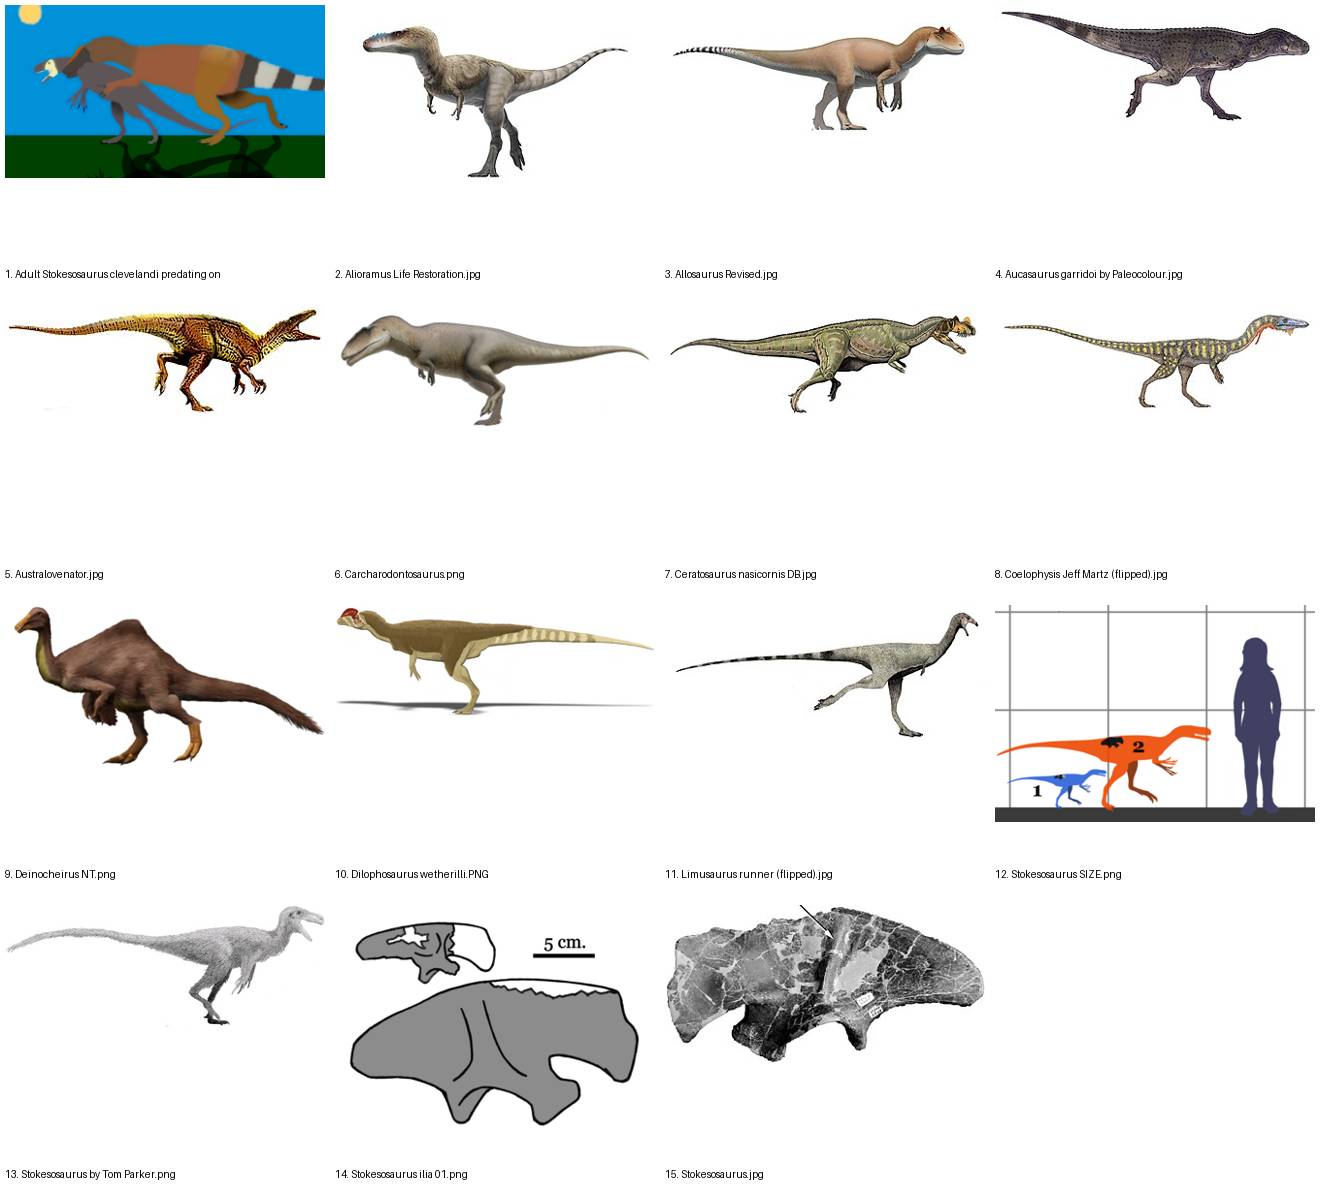 1. Adult Stokesosaurus clevelandi predating on
2. Alioramus Life Restoration.jpg
3. Allosaurus Revised.jpg
4. Aucasaurus garridoi by Paleocolour.jpg
5. Australovenator.jpg
6. Carcharodontosaurus.png
7. Ceratosaurus nasicornis DB.jpg
8. Coelophysis Jeff Martz (flipped).jpg
2
1
9. Deinocheirus NT.png
10. Dilophosaurus wetherilli.PNG
11. Limusaurus runner (flipped).jpg
12. Stokesosaurus SIZE.png
5 cm.
13. Stokesosaurus by Tom Parker.png
14. Stokesosaurus ilia 01.png
15. Stokesosaurus.jpg